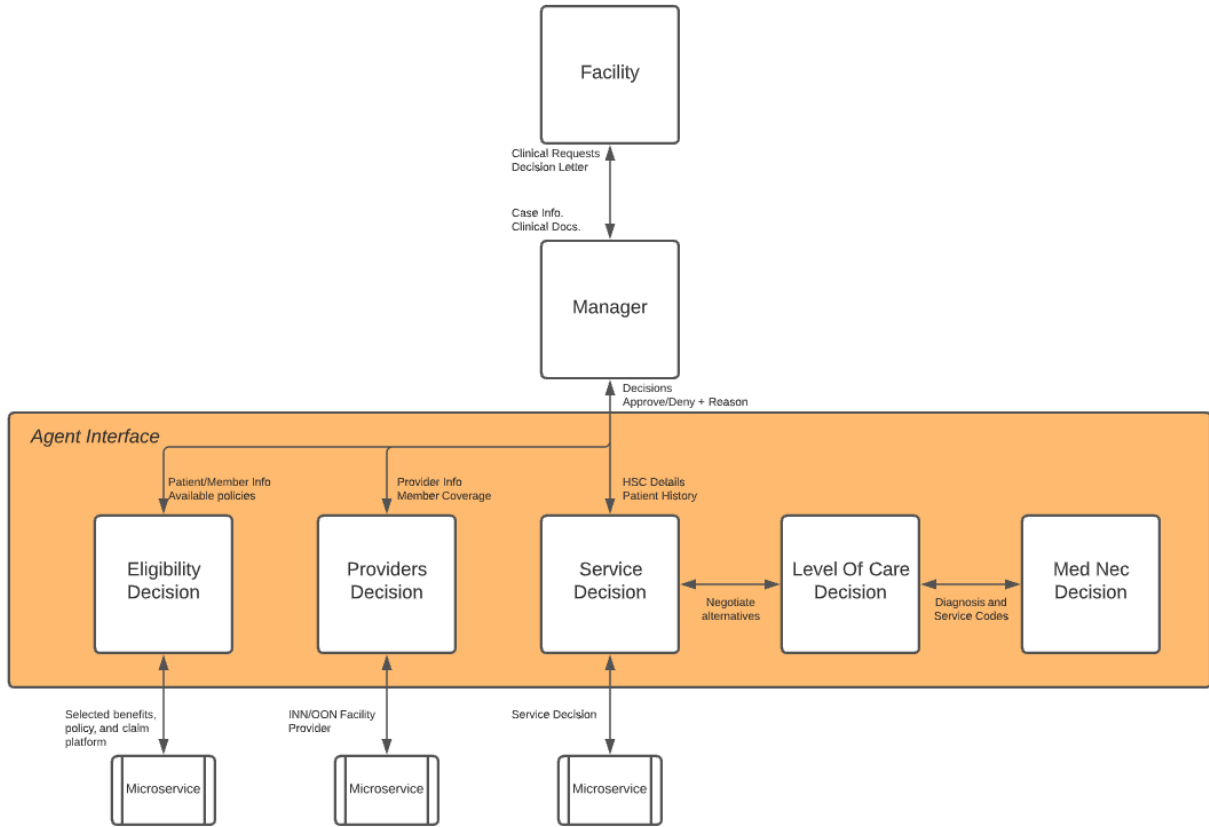 Facility
Clinical Requests
Decision Letter
Case Info.
Clinical Docs.
Manager
Decisions
Approve/Deny + Reason
Agent Interface
Patient/Member Info
Available policies
Provider Info
Member Coverage
HSC Details
Patient History
Eligibility
Decision
Providers
Decision
Service
Decision
Level Of Care
Decision
Med Nec
Decision
Negotiate
alternatives
Diagnosis and
Service Codes
Selected benefits,
policy, and claim
platform
INN/OON Facility
Provider
Service Decision
Microservice
Microservice
Microservice